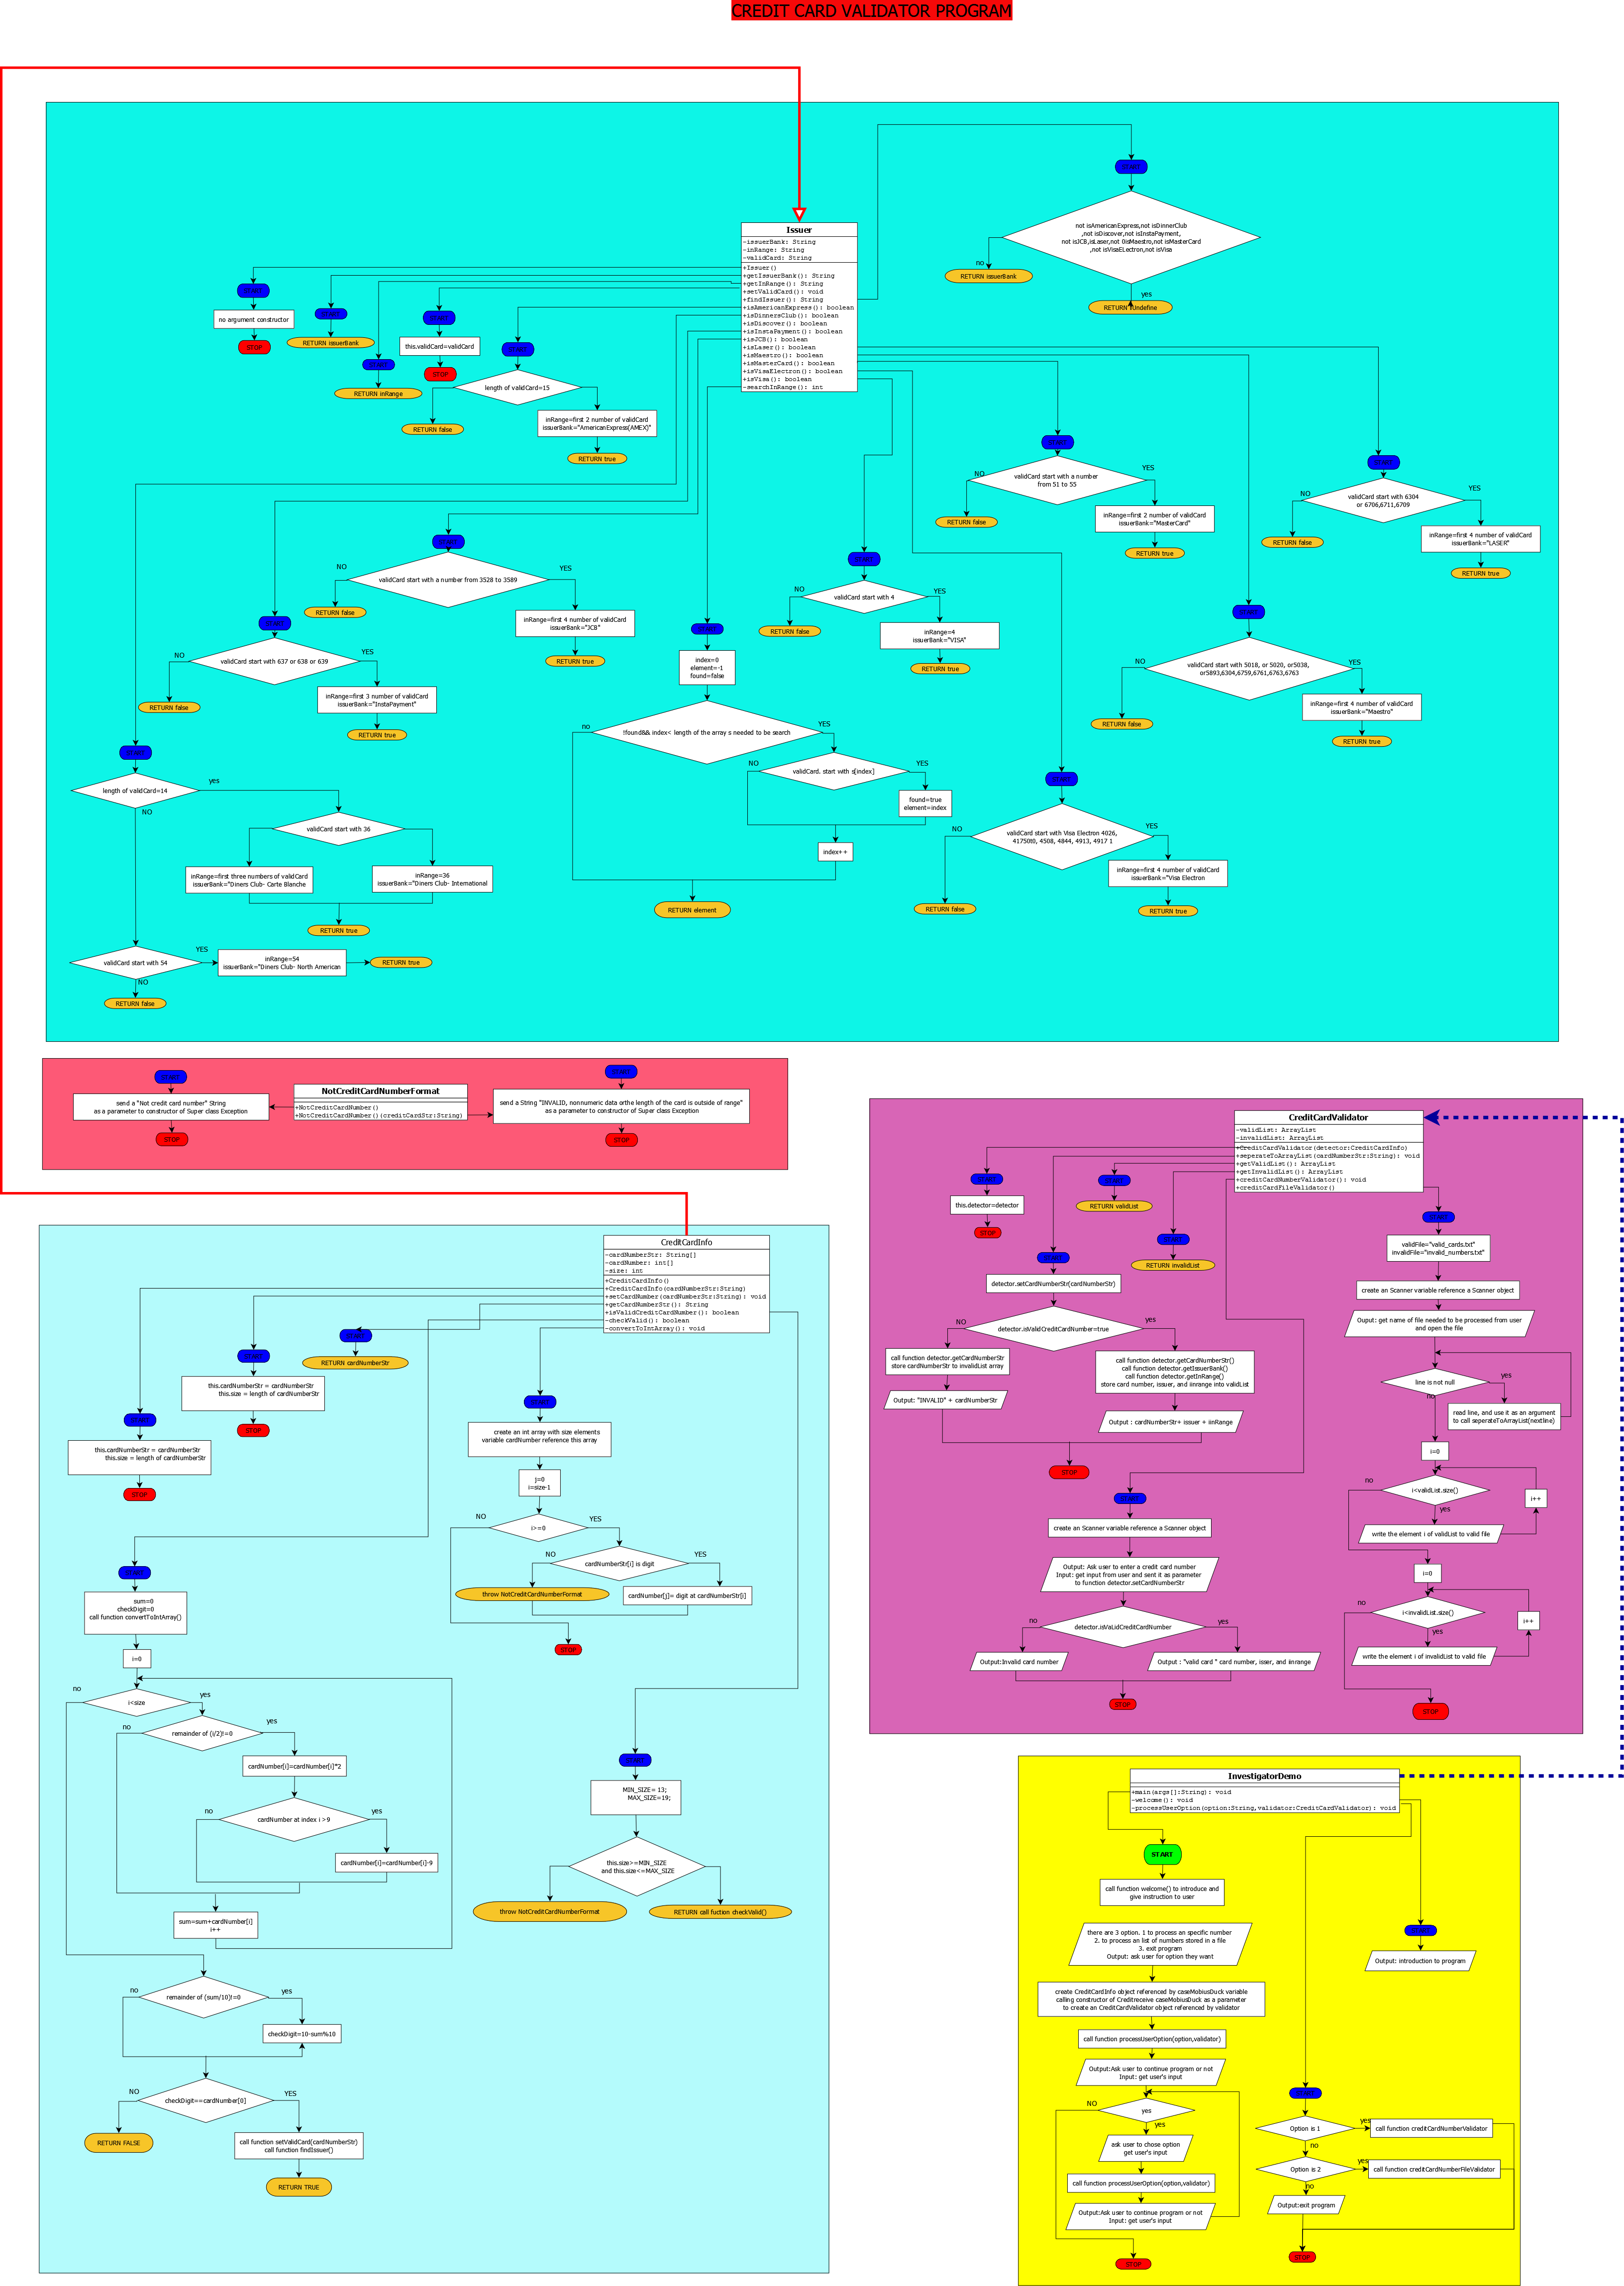 CREDIT CARD VALIDATOR PROGRAM
Issuer
-issuerBank: String
-inRange: String
-validCard: String
+Issuer()
+getIssuerBank(): String
+getInRange(): String
+setValidCard(): void
+findIssuer(): String
+isAmericanExpress(): boolean
+isDinnersClub(): boolean
+isDiscover(): boolean
+isInstaPayment(): boolean
+isJCB(): boolean
+isLaser(): boolean
+isMaestro(): boolean
+isMasterCard(): boolean
+isVisaElectron(): boolean
+isVisa(): boolean
-searchInRange(): int
START
not isAmericanExpress,not isDinnerClub
,not isDiscover,not isInstaPayment,
not isJCB,isLaser,not 0isMaestro,not isMasterCard
,not isVisaELectron,not isVisa
no
RETURN issuerBank
yes
RETURN Undefine
START
no argument constructor
STOP
START
RETURN issuerBank
START
RETURN inRange
START
this.validCard=validCard
STOP
START
length of validCard=15
RETURN false
inRange=first 2 number of validCard
issuerBank="AmericanExpress(AMEX)"
RETURN true
START
validCard start with a number
from 51 to 55
NO
YES
RETURN false
inRange=first 2 number of validCard
issuerBank="MasterCard"
RETURN true
START
validCard start with 6304
or 6706,6711,6709
NO
YES
RETURN false
inRange=first 4 number of validCard
issuerBank="LASER"
RETURN true
START
validCard start with a number from 3528 to 3589
NO
YES
RETURN false
inRange=first 4 number of validCard
issuerBank="JCB"
RETURN true
START
validCard start with 4
NO
YES
RETURN false
inRange=4
issuerBank="VISA"
RETURN true
START
validCard start with 637 or 638 or 639
NO
YES
RETURN false
inRange=first 3 number of validCard
issuerBank="InstaPayment"
RETURN true
START
index=0
element=-1
found=false
!found&& index< length of the array s needed to be search
no
YES
validCard. start with s[index]
NO
YES
found=true
element=index
index++
RETURN element
START
validCard start with 5018, or 5020, or5038,
or5893,6304,6759,6761,6763,6763
NO
YES
RETURN false
inRange=first 4 number of validCard
issuerBank="Maestro"
RETURN true
START
length of validCard=14
yes
NO
validCard start with 36
inRange=first three numbers of validCard
issuerBank="Diners Club- Carte Blanche
inRange=36
issuerBank="Diners Club- International
RETURN true
validCard start with 54
YES
inRange=54
issuerBank="Diners Club- North American
RETURN true
NO
RETURN false
START
validCard start with Visa Electron 4026,
417500, 4508, 4844, 4913, 4917 1
NO
YES
RETURN false
inRange=first 4 number of validCard
issuerBank="Visa Electron
RETURN true
START
send a "Not credit card number" String
as a parameter to constructor of Super class Exception
STOP
NotCreditCardNumberFormat
+NotCreditCardNumber()
+NotCreditCardNumber()(creditCardStr:String)
START
send a String "INVALID, nonnumeric data orthe length of the card is outside of range"
as a parameter to constructor of Super class Exception
STOP
CreditCardValidator
-validList: ArrayList
-invalidList: ArrayList
+CreditCardValidator(detector:CreditCardInfo)
+seperateToArrayList(cardNumberStr:String): void
+getValidList(): ArrayList
+getInvalidList(): ArrayList
+creditCardNumberValidator(): void
+creditCardFileValidator()
START
this.detector=detector
STOP
START
RETURN validList
START
RETURN invalidList
START
detector.setCardNumberStr(cardNumberStr)
detector.isValidCreditCardNumber=true
NO
yes
call function detector.getCardNumberStr
store cardNumberStr to invalidList array
Output: "INVALID" + cardNumberStr
call function detector.getCardNumberStr()
call function detector.getIssuerBank()
call function detector.getInRange()
store card number, issuer, and iinrange into validList
Output : cardNumberStr+ issuer + iinRange
STOP
START
create an Scanner variable reference a Scanner object
Output: Ask user to enter a credit card number
Input: get input from user and sent it as parameter
to function detector.setCardNumberStr
detector.isVaLidCreditCardNumber
no
yes
Output:Invalid card number
Output : "valid card " card number, isser, and iinrange
STOP
START
validFile="valid_cards.txt"
invalidFile="invalid_numbers.txt"
create an Scanner variable reference a Scanner object
Ouput: get name of file needed to be processed from user
and open the file
line is not null
yes
no
read line, and use it as an argument
to call seperateToArrayList(nextline)
i=0
no
i<validList.size()
yes
i++
write the element i of validList to valid file
i=0
no
i<invalidList.size()
yes
i++
write the element i of invalidList to valid file
STOP
CreditCardInfo
-cardNumberStr: String[]
-cardNumber: int[]
-size: int
+CreditCardInfo()
+CreditCardInfo(cardNumberStr:String)
+setCardNumber(cardNumberStr:String): void
+getCardNumberStr(): String
+isValidCreditCardNumber(): boolean
-checkValid(): boolean
-convertToIntArray(): void
START
RETURN cardNumberStr
START
this.cardNumberStr = cardNumberStr
this.size = length of cardNumberStr
STOP
START
this.cardNumberStr = cardNumberStr
this.size = length of cardNumberStr
STOP
START
create an int array with size elements
variable cardNumber reference this array
j=0
i=size-1
NO
i>=0
YES
NO
cardNumberStr[i] is digit
YES
throw NotCreditCardNumberFormat
cardNumber[j]= digit at cardNumberStr[i]
STOP
START
sum=0
checkDigit=0
call function convertToIntArray()
i=0
no
i<size
yes
no
remainder of (i/2)!=0
yes
cardNumber[i]=cardNumber[i]*2
no
cardNumber at index i >9
yes
cardNumber[i]=cardNumber[i]-9
sum=sum+cardNumber[i]
i++
no
remainder of (sum/10)!=0
yes
checkDigit=10-sum%10
NO
checkDigit==cardNumber[0]
YES
RETURN FALSE
call function setValidCard(cardNumberStr)
call function findIssuer()
RETURN TRUE
START
MIN_SIZE= 13;
MAX_SIZE=19;
this.size>=MIN_SIZE
and this.size<=MAX_SIZE
throw NotCreditCardNumberFormat
RETURN call fuction checkValid()
InvestigatorDemo
+main(args[]:String): void
-welcome(): void
-processUserOption(option:String,validator:CreditCardValidator): void
START
call function welcome() to introduce and
give instruction to user
there are 3 option. 1 to process an specific number
2. to process an list of numbers stored in a file
3. exit program
Output: ask user for option they want
create CreditCardInfo object referenced by caseMobiusDuck variable
calling constructor of Creditreceive caseMobiusDuck as a parameter
to create an CreditCardValidator object referenced by validator
call function processUserOption(option,validator)
Output:Ask user to continue program or not
Input: get user's input
NO
yes
yes
ask user to chose option
get user's input
call function processUserOption(option,validator)
Output:Ask user to continue program or not
Input: get user's input
STOP
START
Output: introduction to program
START
Option is 1
yes
call function creditCardNumberValidator
no
Option is 2
yes
call function creditCardNumberFileValidator
no
Output:exit program
STOP